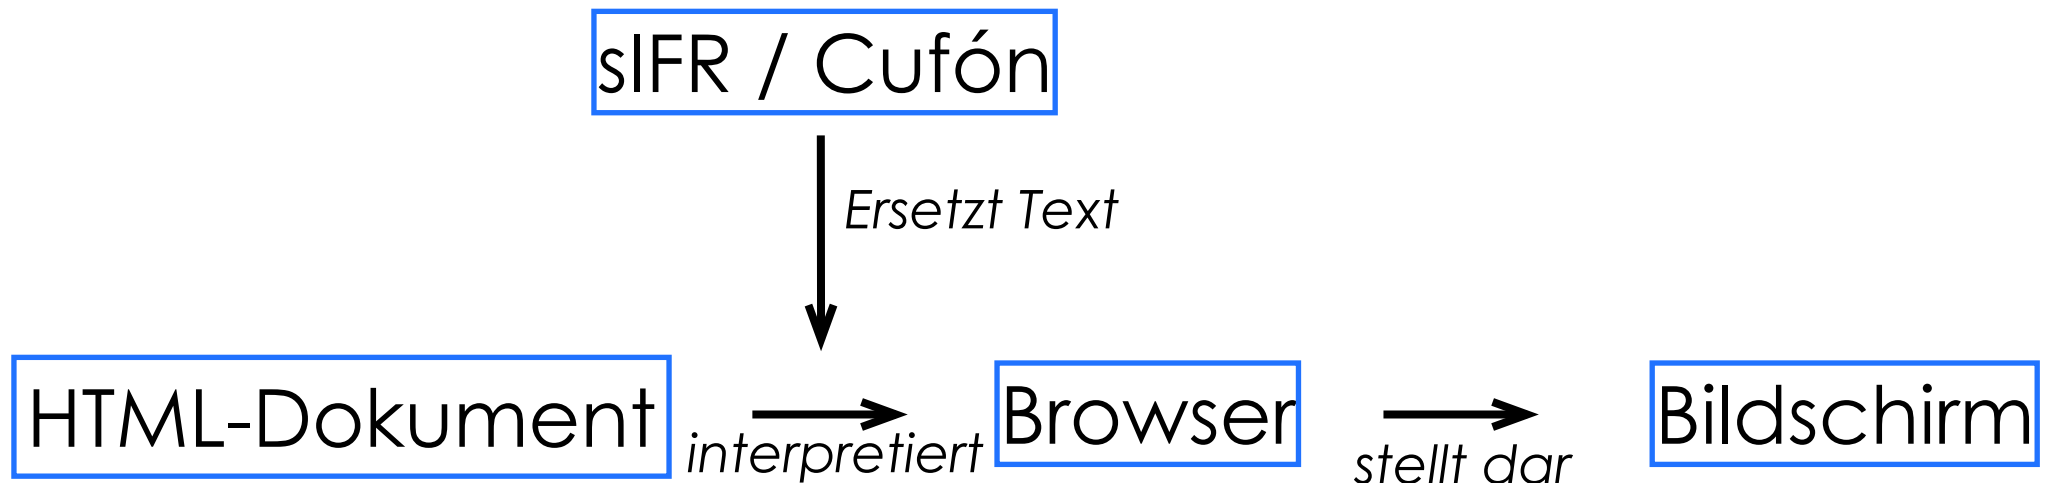 sIFR / Cufón
Ersetzt Text
HTML-Dokument
interpretiert
Browser
stellt dar
Bildschirm